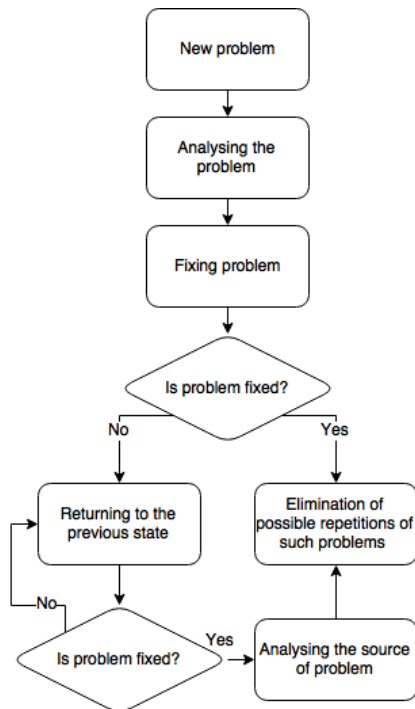 New problem
Analysing the
problem
Fixing problem
Is problem fixed?
No
Yes
Returning to the
previous state
Elimination of
possible repetitions of
such problems
No
Is problem fixed?
Yes
Analysing the source
of problem